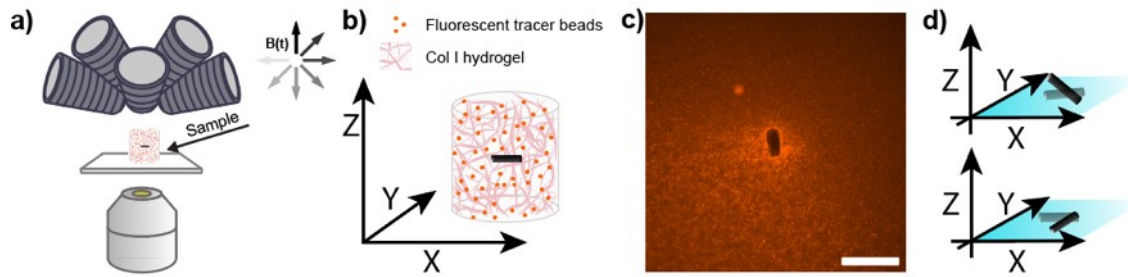 a)
B(t)
Sample
b)
Fluorescent tracer beads
Col I hydrogel
Z
Y
X
c)
d)
Z
Y
X
Z
Y
X